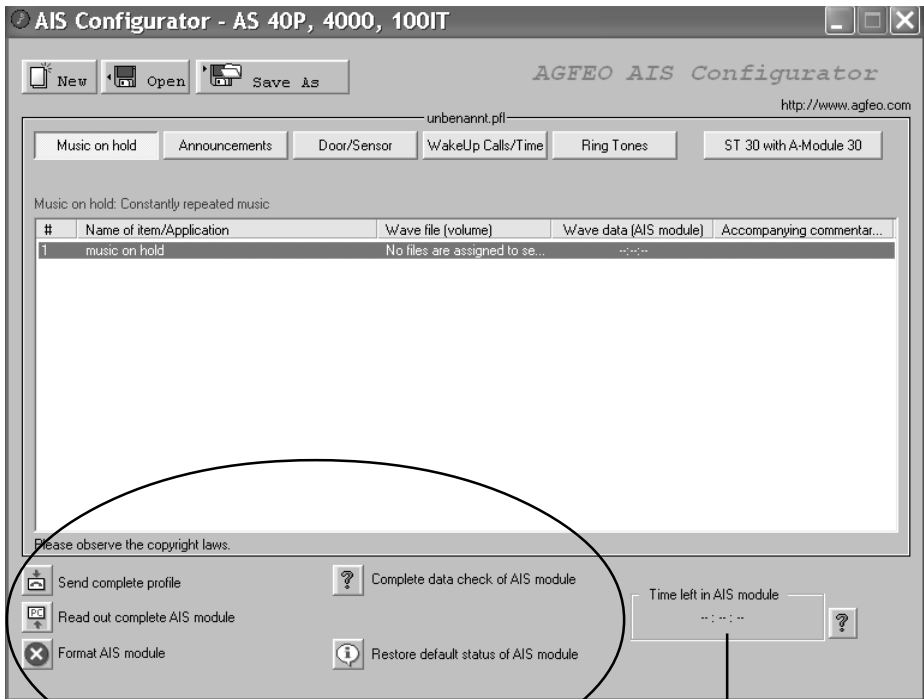 AIS Configurator - AS 40P, 4000, 100IT
New Open Save As
AGFEO AIS Configurator
http://www.agfeo.com
unbenannt.pfl
Music on hold Announcements Door/Sensor WakeUp Calls/Time Ring Tones ST 30 with A-Module 30
Music on hold: Constantly repeated music
# Name of item/Application Wave file (volume) Wave data (AIS module) Accompanying commentar...
1 music on hold No files are assigned to se... --:--:--
Please observe the copyright laws.
Send complete profile
? Complete data check of AIS module
Time left in AIS module
PC Read out complete AIS module
-- : -- : -- ?
Format AIS module
Restore default status of AIS module